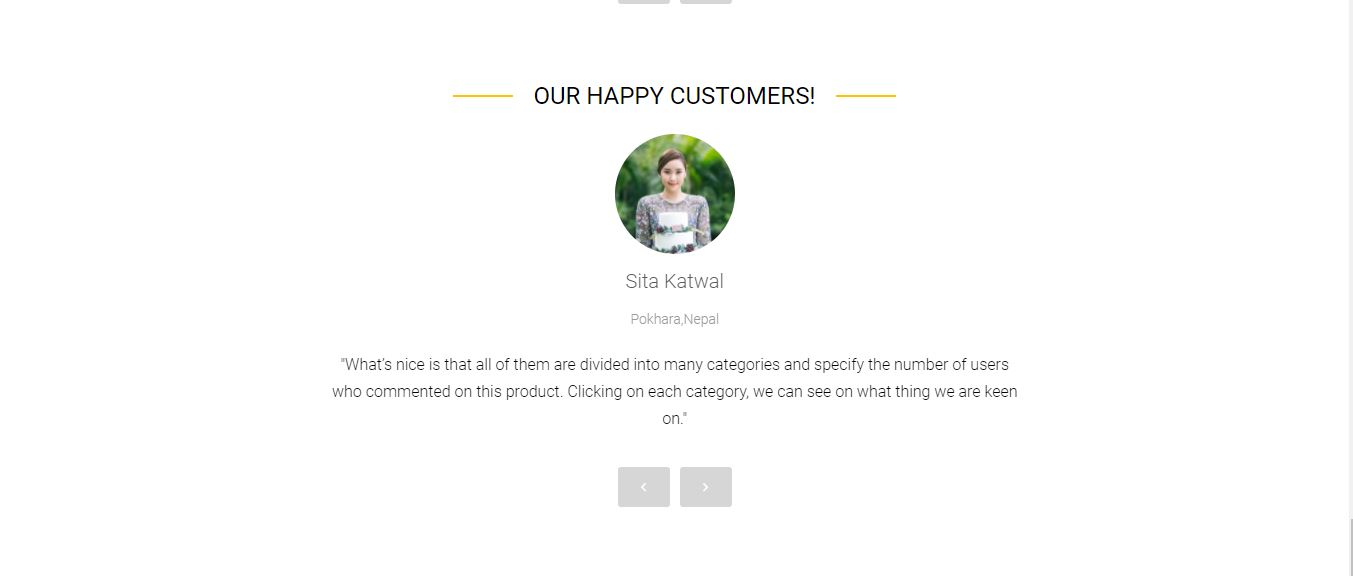 OUR HAPPY CUSTOMERS!
Sita Katwal
Pokhara,Nepal
"What's nice is that all of them are divided into many categories and specify the number of users
who commented on this product. Clicking on each category, we can see on what thing we are keen
on."